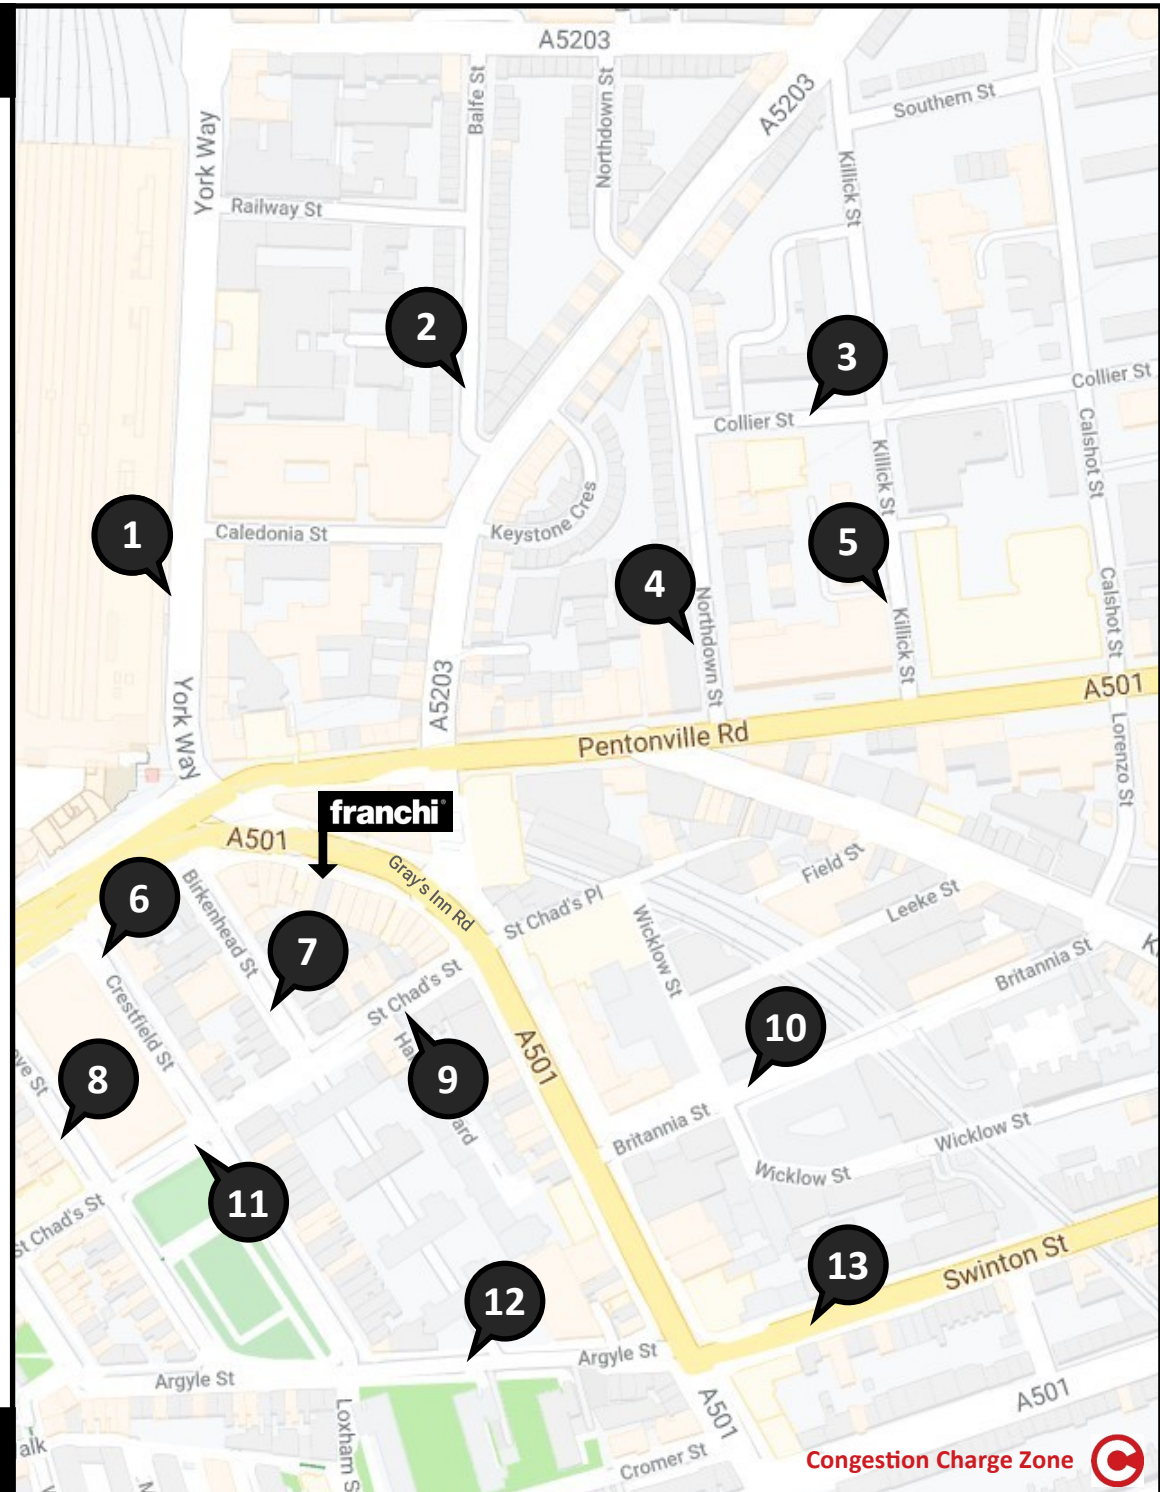 A5203
Balfe St
Northdown St
A5203
Southern St
York Way
Killick St
Railway St
2
3
Collier St
Collier St
Calshot St
Killick St
1
Caledonia St
Keystone Cres
5
4
Northdown St
Calshot St
Killick St
A5203
York Way
A501
Pentonville Rd
Lorenzo St
franchi®
A501
Gray's Inn Rd
Field St
6
Birkenhead St
St Chad's Pl
Wicklow St
Leeke St
7
Britannia St
Crestfield St
St Chad's St
10
A501
8
9
Britannia St
Wicklow St
Wicklow St
11
St Chad's St
13
Swinton St
12
Argyle St
Argyle St
A501
A501
Loxham S
Cromer St
Congestion Charge Zone
C